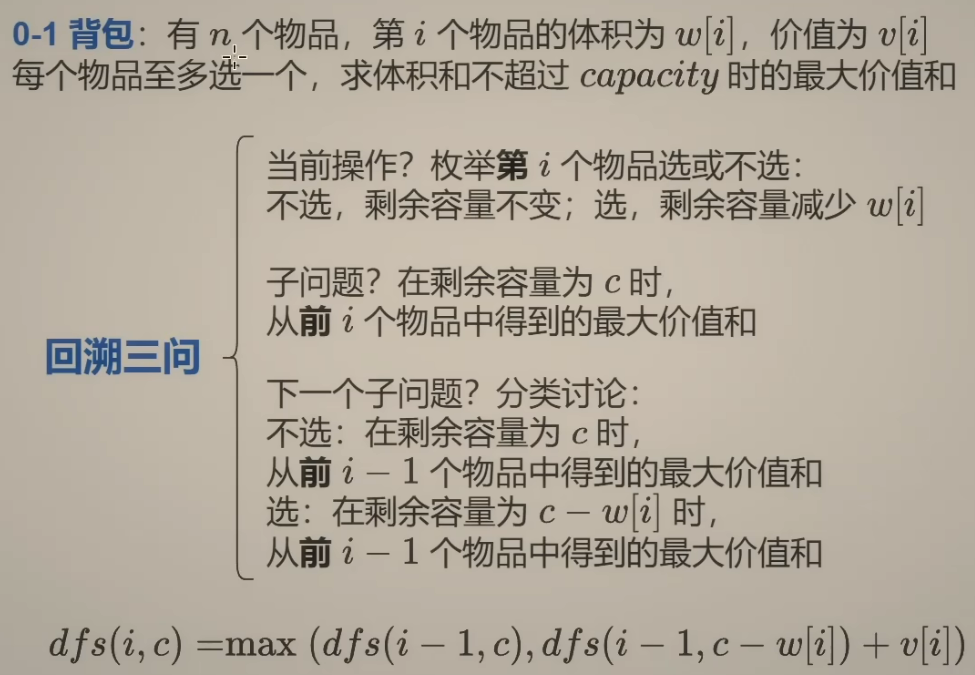 0-1 背包：有 n 个物品，第 i 个物品的体积为 w[i]，价值为 v[i]
每个物品至多选一个，求体积和不超过 capacity 时的最大价值和
当前操作？枚举第 i 个物品选或不选：
不选，剩余容量不变；选，剩余容量减少 w[i]
子问题？在剩余容量为 c 时，
从前 i 个物品中得到的最大价值和
回溯三问
下一个子问题？分类讨论：
不选：在剩余容量为 c 时，
从前 i − 1 个物品中得到的最大价值和
选：在剩余容量为 c − w[i] 时，
从前 i − 1 个物品中得到的最大价值和
dfs(i, c) =max (dfs(i − 1, c), dfs(i − 1, c − w[i]) + v[i])